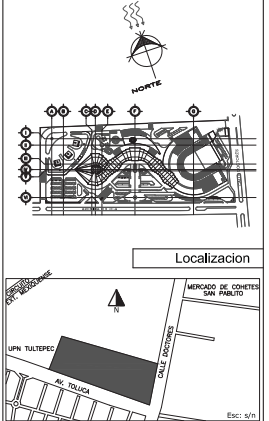 NORTE
A B C D E F G
Localizacion
CIRCUITO
EXT. MEXIQUENSE
MERCADO DE COHETES
SAN PABLITO
N
UPN TULTEPEC
CALLE DOCTORES
AV. TOLUCA
Esc: s/n